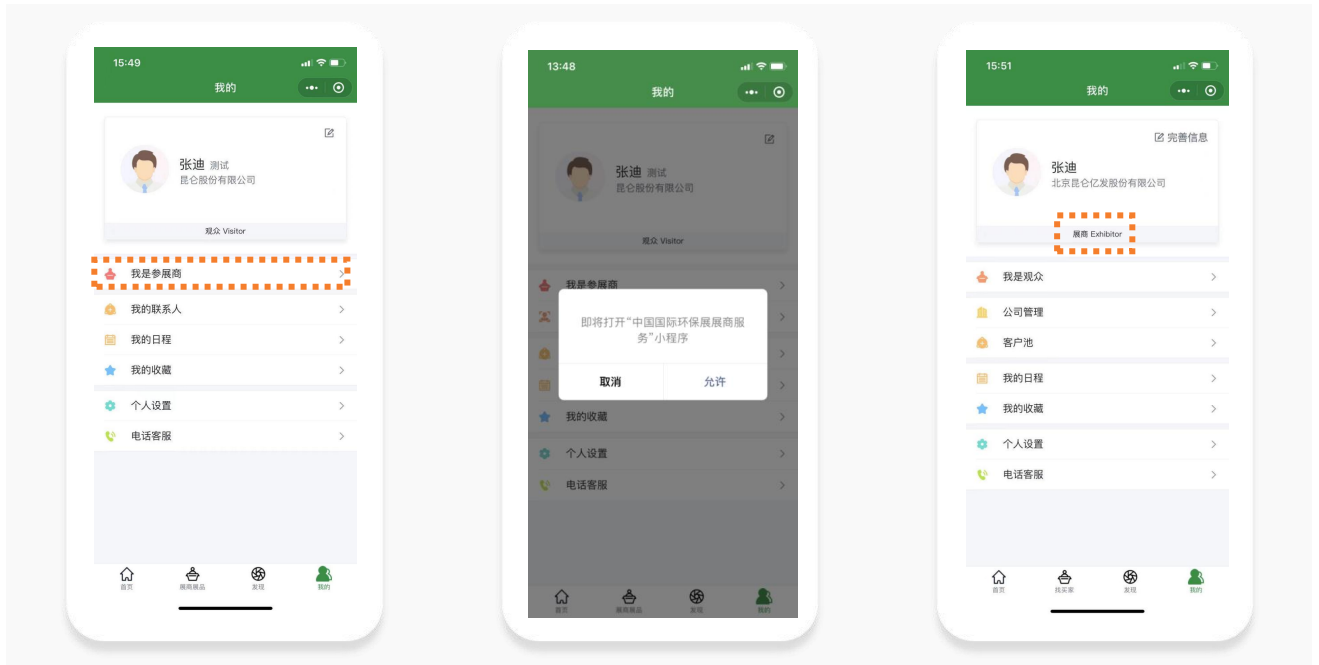 15:49
我的
张迪 测试
昆仑股份有限公司
观众 Visitor
我是参展商
我的联系人
我的日程
我的收藏
个人设置
电话客服
首页 展商展品 发现 我的
13:48
我的
张迪 测试
昆仑股份有限公司
观众 Visitor
我是参展商
即将打开“中国国际环保展展商服
务”小程序
取消 允许
我的收藏
个人设置
电话客服
首页 展商展品 发现 我的
15:51
我的
完善信息
张迪
北京昆仑亿发股份有限公司
展商 Exhibitor
我是观众
公司管理
客户池
我的日程
我的收藏
个人设置
电话客服
首页 找买家 发现 我的